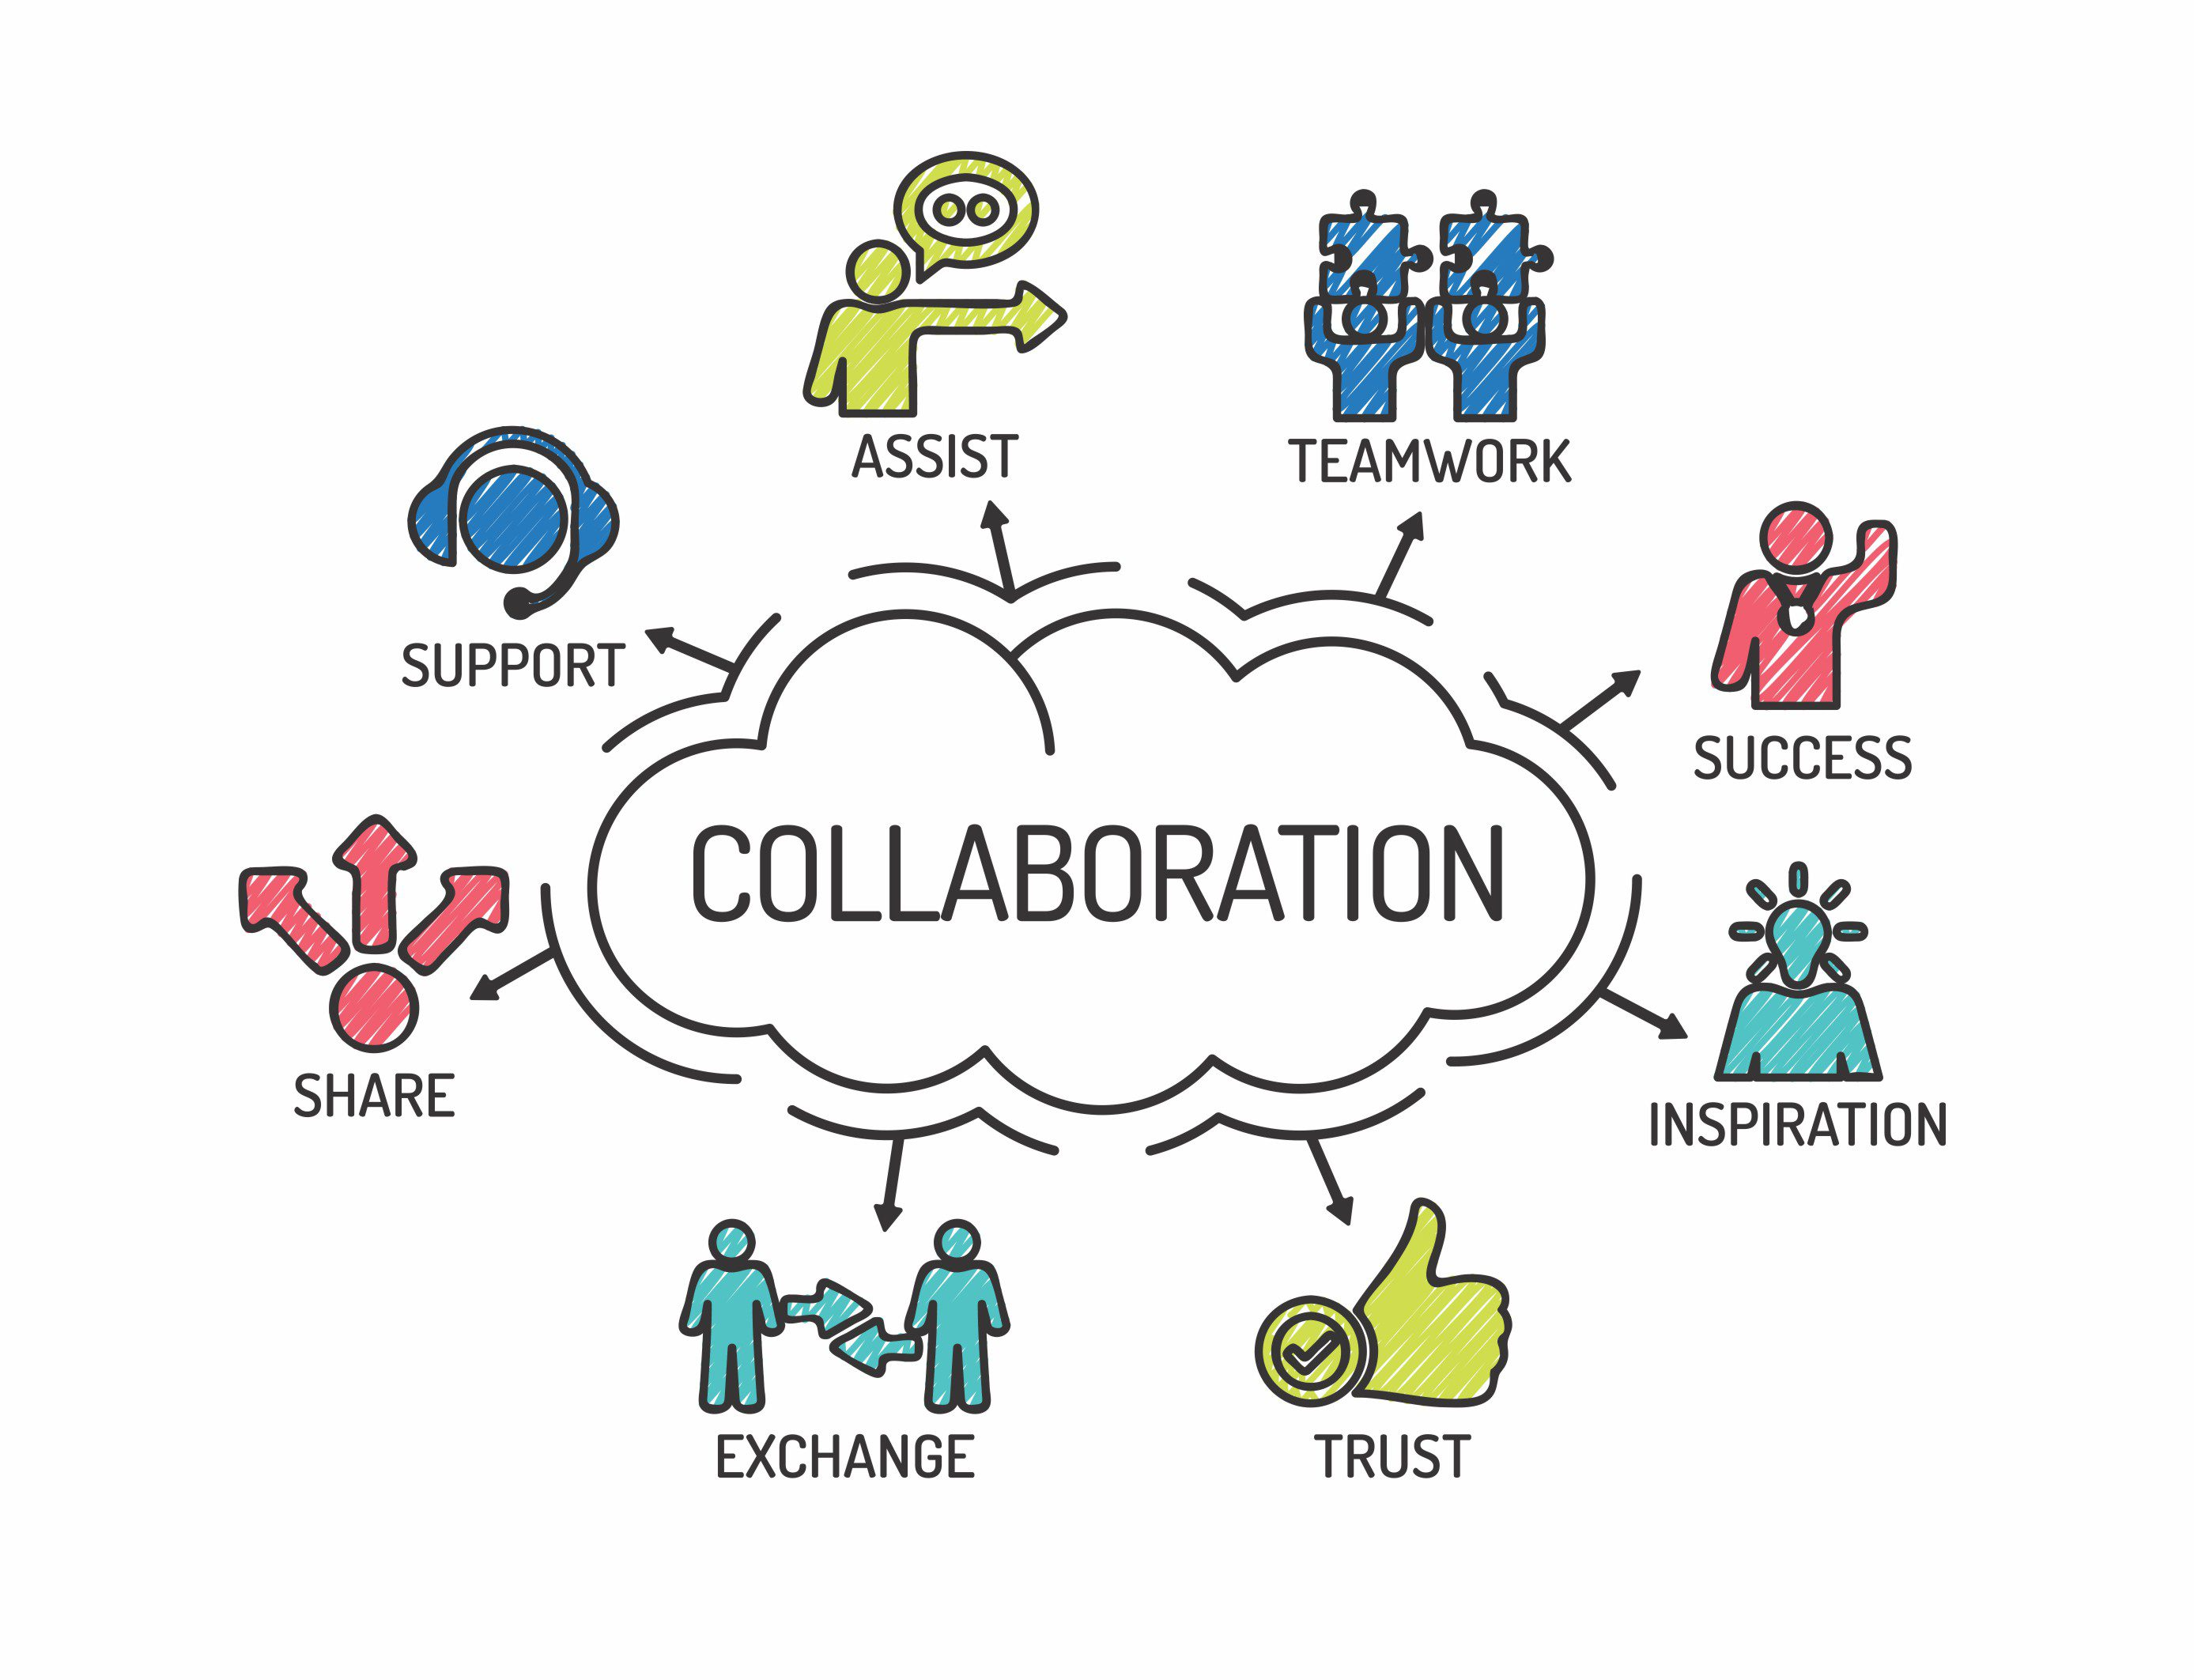 ASSIST
TEAMWORK
SUPPORT
SUCCESS
COLLABORATION
SHARE
INSPIRATION
EXCHANGE
TRUST